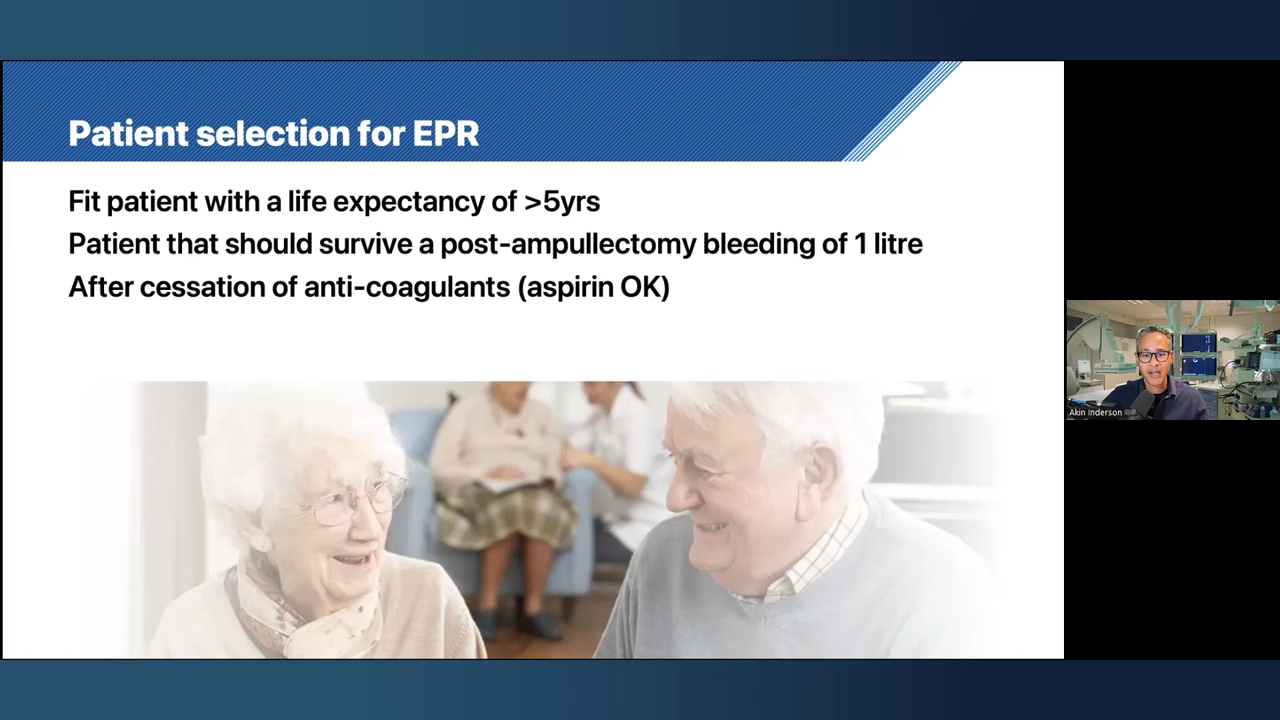 Patient selection for EPR
Fit patient with a life expectancy of >5yrs
Patient that should survive a post-ampullectomy bleeding of 1 litre
After cessation of anti-coagulants (aspirin OK)
Akin Inderson